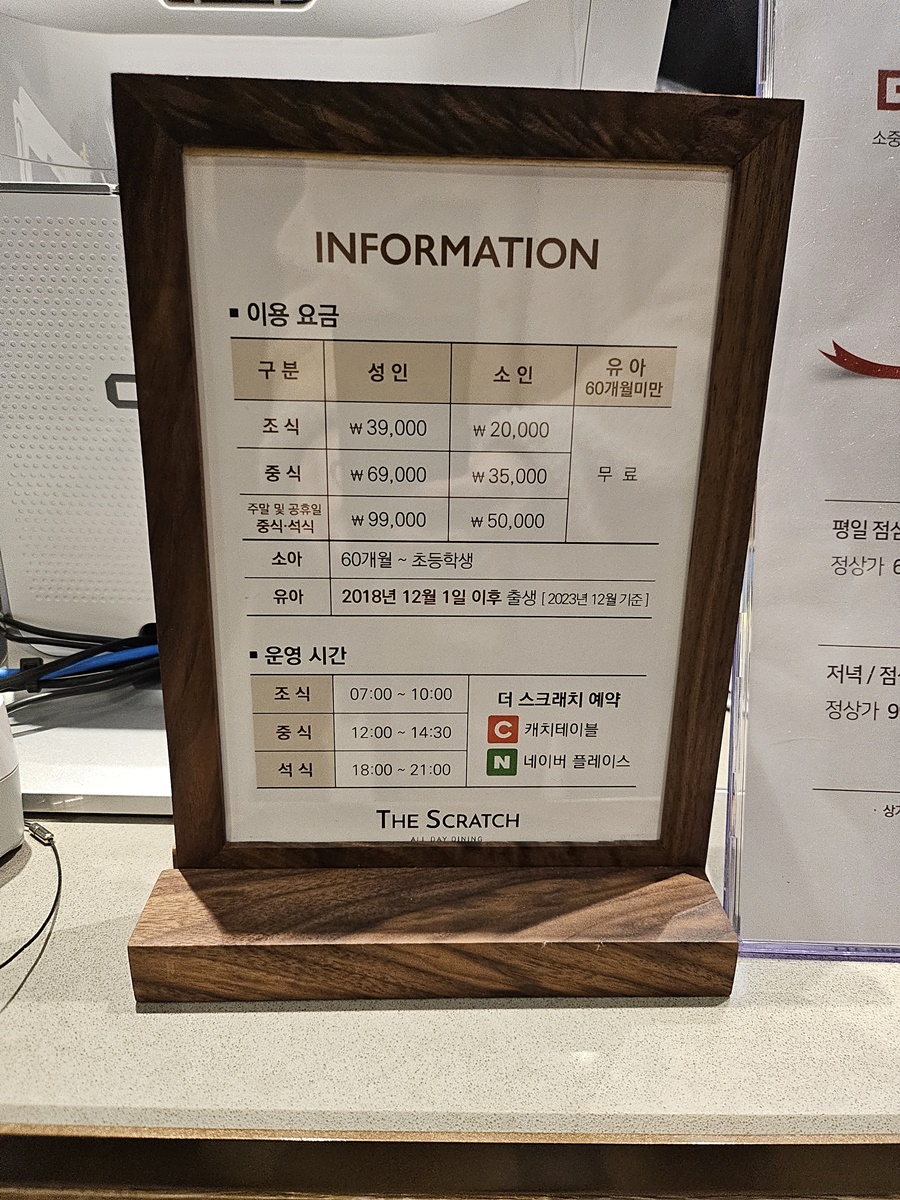 INFORMATION
■ 이용 요금
구분 성인 소인 유아 60개월미만
조식 ₩39,000 ₩20,000 무료
중식 ₩69,000 ₩35,000
주말 및 공휴일 중식·석식 ₩99,000 ₩50,000
소아 60개월 ~ 초등학생
유아 2018년 12월 1일 이후 출생 [ 2023년 12월 기준 ]
■ 운영 시간
조식 07:00 ~ 10:00 더 스크래치 예약
중식 12:00 ~ 14:30 C 캐치테이블
석식 18:00 ~ 21:00 N 네이버 플레이스
THE SCRATCH
ALL DAY DINING
소중
평일 점심
정상가 6
저녁 / 점심
정상가 9